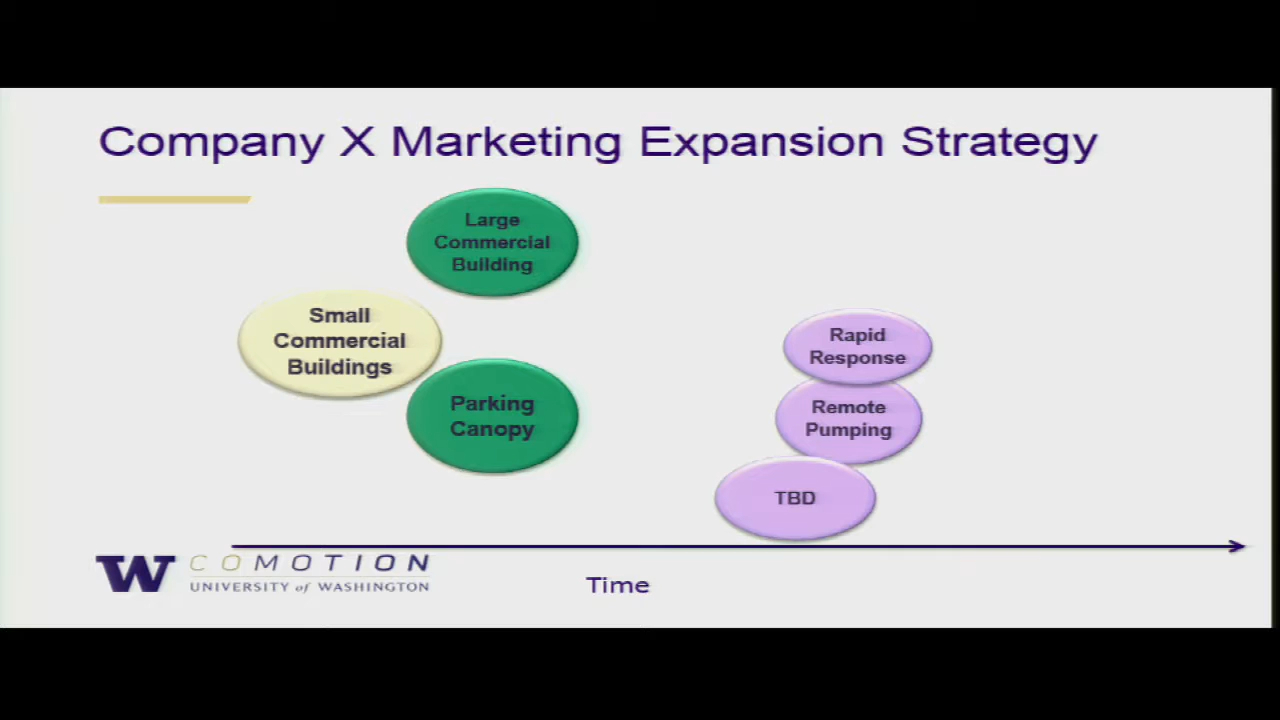 Company X Marketing Expansion Strategy
Large
Commercial
Building
Small
Commercial
Buildings
Parking
Canopy
Rapid
Response
Remote
Pumping
TBD
W COMOTION
UNIVERSITY of WASHINGTON
Time